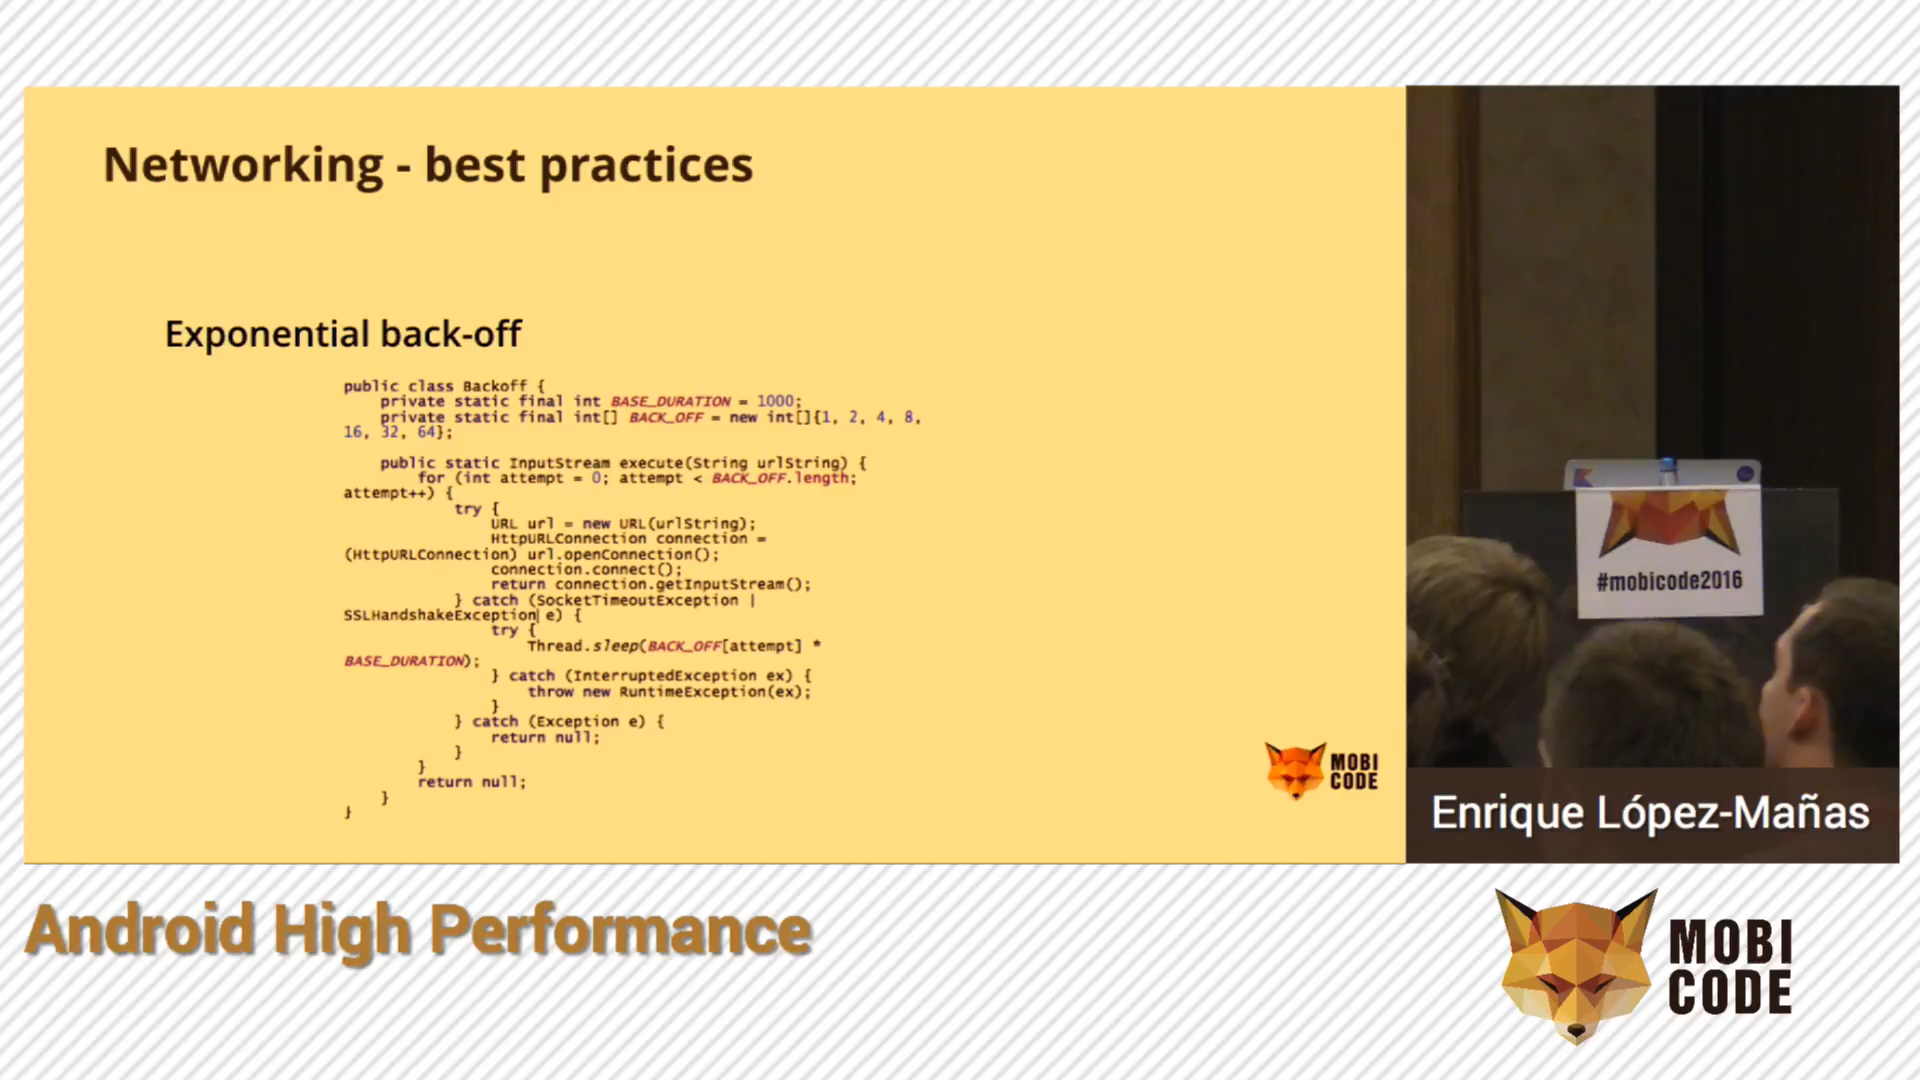 Networking - best practices
Exponential back-off
public class Backoff {
    private static final int BASE_DURATION = 1000;
    private static final int[] BACK_OFF = new int[]{1, 2, 4, 8,
16, 32, 64};
    public static InputStream execute(String urlString) {
        for (int attempt = 0; attempt < BACK_OFF.length;
attempt++) {
            try {
                URL url = new URL(urlString);
                HttpURLConnection connection =
(HttpURLConnection) url.openConnection();
                connection.connect();
                return connection.getInputStream();
            } catch (SocketTimeoutException |
SSLHandshakeException e) {
                try {
                    Thread.sleep(BACK_OFF[attempt] *
BASE_DURATION);
                } catch (InterruptedException ex) {
                    throw new RuntimeException(ex);
                }
            } catch (Exception e) {
                return null;
            }
        }
        return null;
    }
}
MOBI
CODE
#mobicode2016
Enrique López-Mañas
Android High Performance
MOBI
CODE